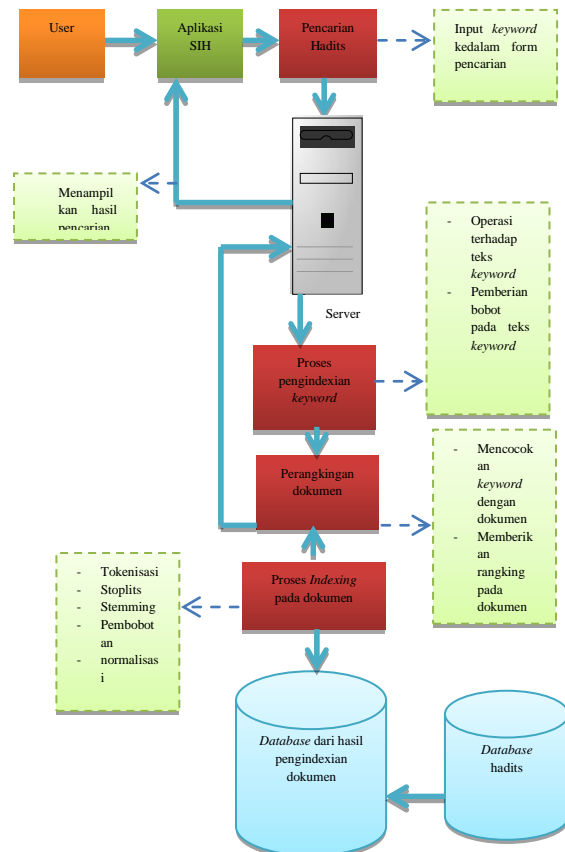 User
Aplikasi
SIH
Pencarian
Hadits
Input keyword
kedalam form
pencarian
Menampil
kan hasil
pencarian
Server
- Operasi
terhadap
teks
keyword
- Pemberian
bobot
pada teks
keyword
Proses
pengindexian
keyword
Perangkingan
dokumen
- Mencocok
an
keyword
dengan
dokumen
- Memberik
an
rangking
pada
dokumen
Proses Indexing
pada dokumen
- Tokenisasi
- Stoplits
- Stemming
- Pembobot
an
- normalisas
i
Database dari hasil
pengindexian
dokumen
Database
hadits